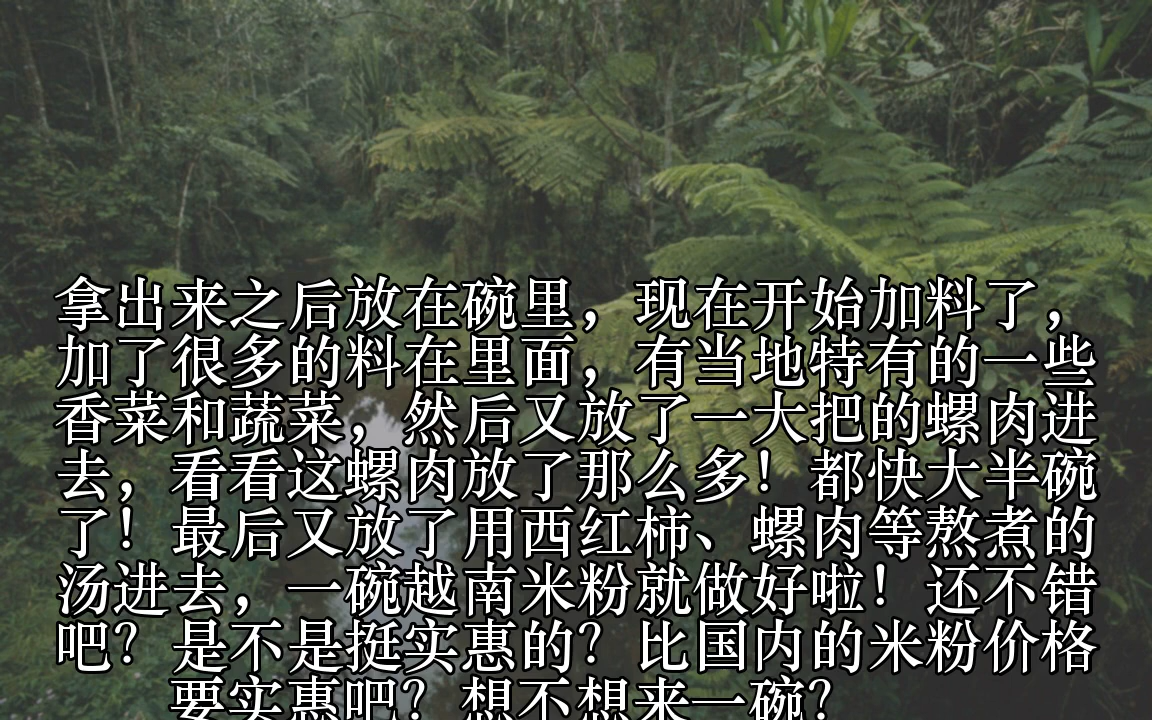 拿出来之后放在碗里，现在开始加料了，
加了很多的料在里面，有当地特有的一些
香菜和蔬菜，然后又放了一大把的螺肉进
去，看看这螺肉放了那么多！都快大半碗
了！最后又放了用西红柿、螺肉等熬煮的
汤进去，一碗越南米粉就做好啦！还不错
吧？是不是挺实惠的？比国内的米粉价格
要实惠吧？想不想来一碗？